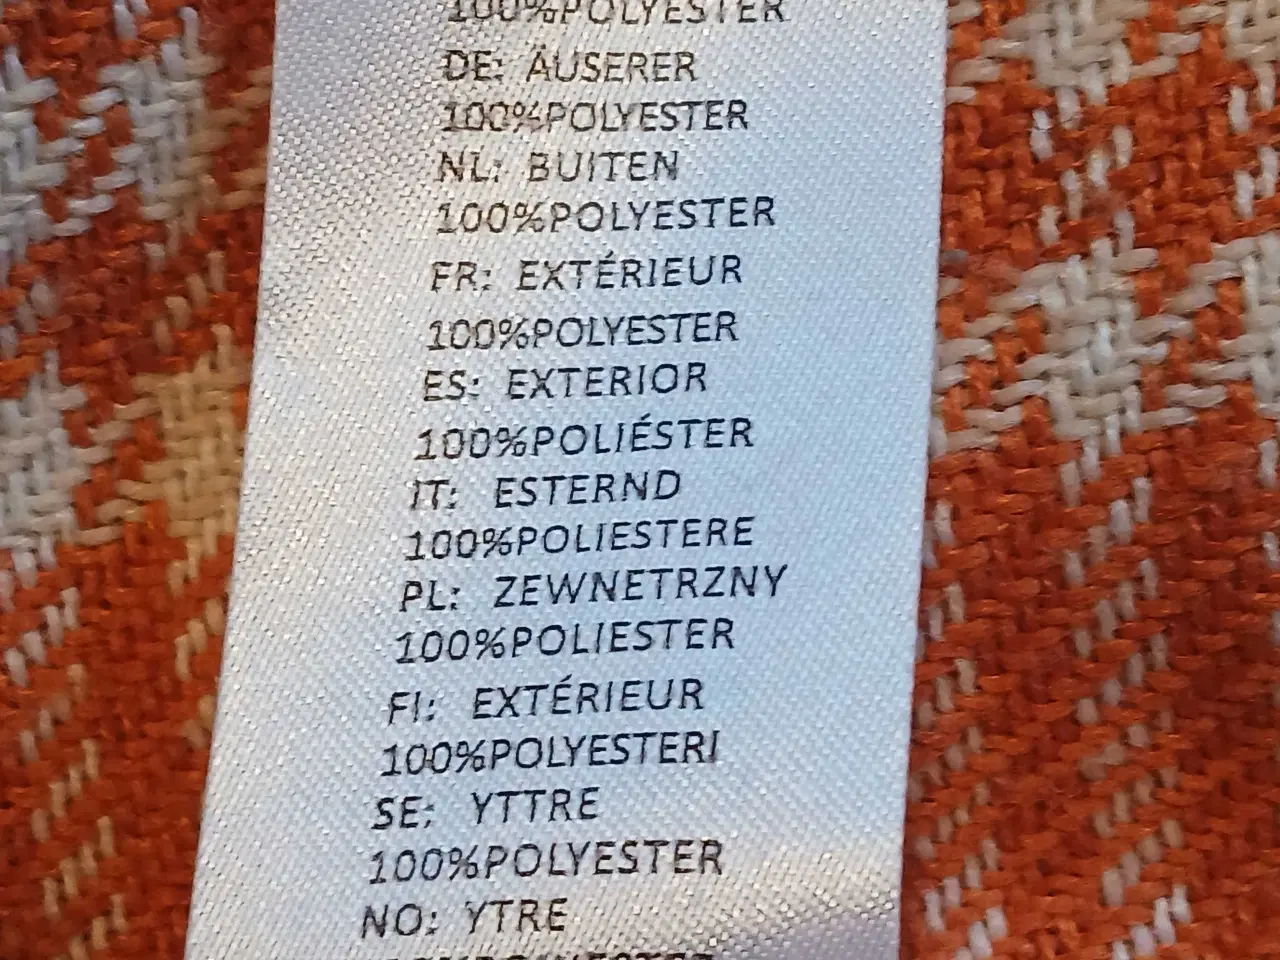 100%POLYESTER
DE: ÄUSERER
100%POLYESTER
NL: BUITEN
100%POLYESTER
FR: EXTÉRIEUR
100%POLYESTER
ES: EXTERIOR
100%POLIÉSTER
IT: ESTERND
100%POLIESTERE
PL: ZEWNETRZNY
100%POLIESTER
FI: EXTÉRIEUR
100%POLYESTERI
SE: YTTRE
100%POLYESTER
NO: YTRE